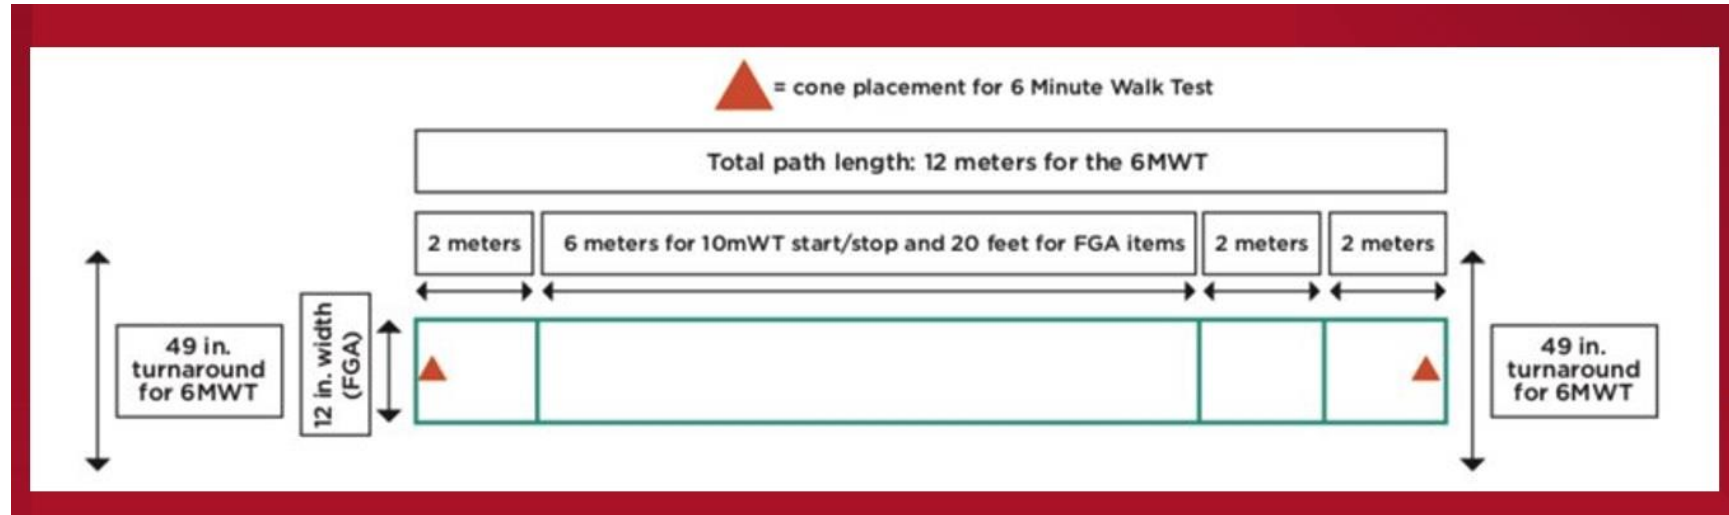 = cone placement for 6 Minute Walk Test
Total path length: 12 meters for the 6MWT
2 meters
6 meters for 10mWT start/stop and 20 feet for FGA items
2 meters
2 meters
49 in.
turnaround
for 6MWT
12 in. width
(FGA)
49 in.
turnaround
for 6MWT